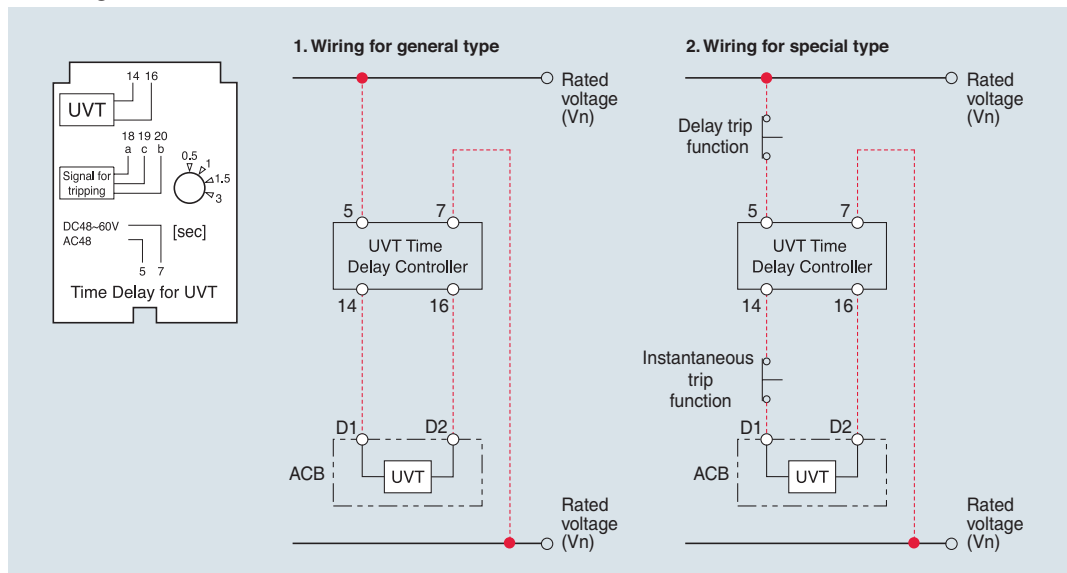 14 16
UVT
18 19 20
a c b
Signal for
tripping
0.5
1
1.5
3
DC48~60V
AC48
[sec]
5 7
Time Delay for UVT
1. Wiring for general type
Rated
voltage
(Vn)
5 7
UVT Time
Delay Controller
14 16
D1 D2
ACB
UVT
Rated
voltage
(Vn)
2. Wiring for special type
Rated
voltage
(Vn)
Delay trip
function
5 7
UVT Time
Delay Controller
14 16
Instantaneous
trip
function
D1 D2
ACB
UVT
Rated
voltage
(Vn)